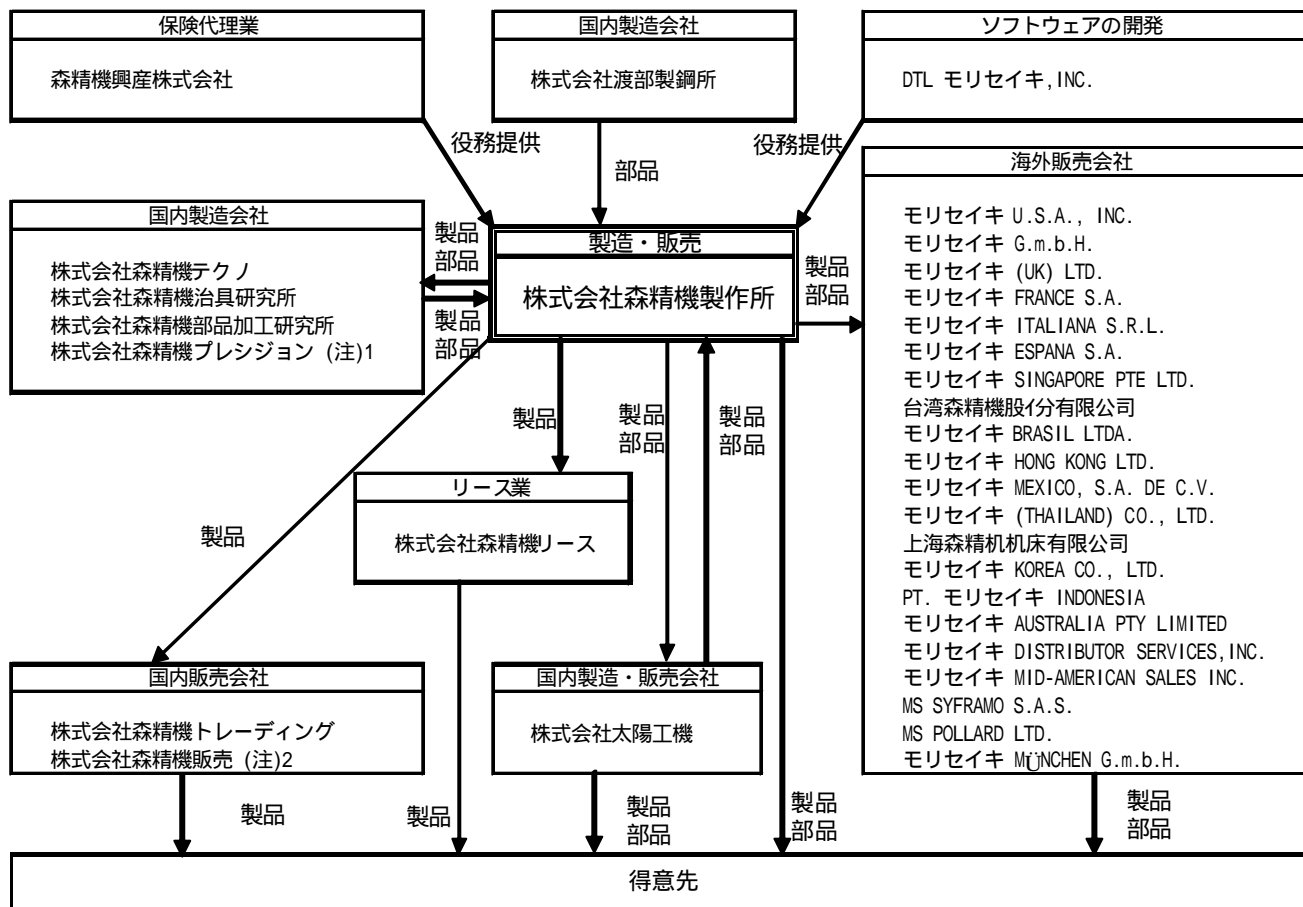 保険代理業
森精機興産株式会社
国内製造会社
株式会社渡部製鋼所
ソフトウェアの開発
DTL モリセイキ,INC.
役務提供
部品
役務提供
国内製造会社
株式会社森精機テクノ
株式会社森精機治具研究所
株式会社森精機部品加工研究所
株式会社森精機プレシジョン (注)1
製品
部品
製品
部品
製造・販売
株式会社森精機製作所
製品
部品
海外販売会社
モリセイキ U.S.A., INC.
モリセイキ G.m.b.H.
モリセイキ (UK) LTD.
モリセイキ FRANCE S.A.
モリセイキ ITALIANA S.R.L.
モリセイキ ESPANA S.A.
モリセイキ SINGAPORE PTE LTD.
台湾森精機股イ分有限公司
モリセイキ BRASIL LTDA.
モリセイキ HONG KONG LTD.
モリセイキ MEXICO, S.A. DE C.V.
モリセイキ (THAILAND) CO., LTD.
上海森精机机床有限公司
モリセイキ KOREA CO., LTD.
PT. モリセイキ INDONESIA
モリセイキ AUSTRALIA PTY LIMITED
モリセイキ DISTRIBUTOR SERVICES,INC.
モリセイキ MID-AMERICAN SALES INC.
MS SYFRAMO S.A.S.
MS POLLARD LTD.
モリセイキ MÜNCHEN G.m.b.H.
製品
製品
部品
製品
部品
リース業
株式会社森精機リース
製品
国内販売会社
株式会社森精機トレーディング
株式会社森精機販売 (注)2
国内製造・販売会社
株式会社太陽工機
製品
製品
製品
部品
製品
部品
製品
部品
得意先